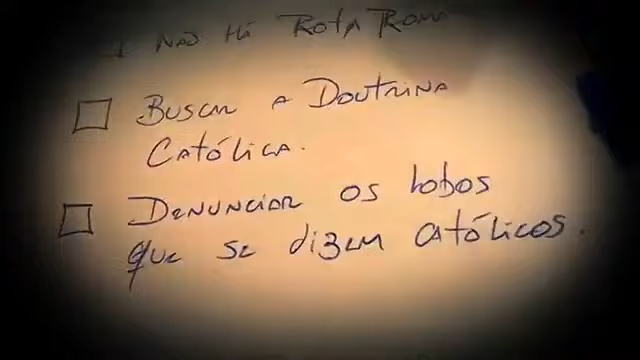 Não Há Rota
Buscar a Doutrina
Católica.
Denunciar os lobos
que se dizem católicos.